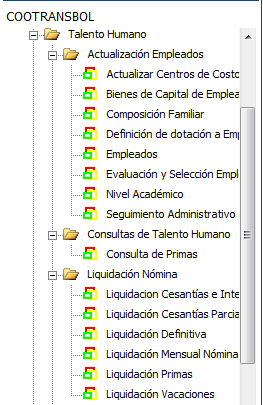 COOTRANSBOL
Talento Humano
Actualización Empleados
Actualizar Centros de Costo
Bienes de Capital de Emplea
Composición Familiar
Definición de dotación a Emp
Empleados
Evaluación y Selección Empl
Nivel Académico
Seguimiento Administrativo
Consultas de Talento Humano
Consulta de Primas
Liquidación Nómina
Liquidacion Cesantías e Inte
Liquidación Cesantías Parcia
Liquidación Definitiva
Liquidación Mensual Nómina
Liquidación Primas
Liquidación Vacaciones